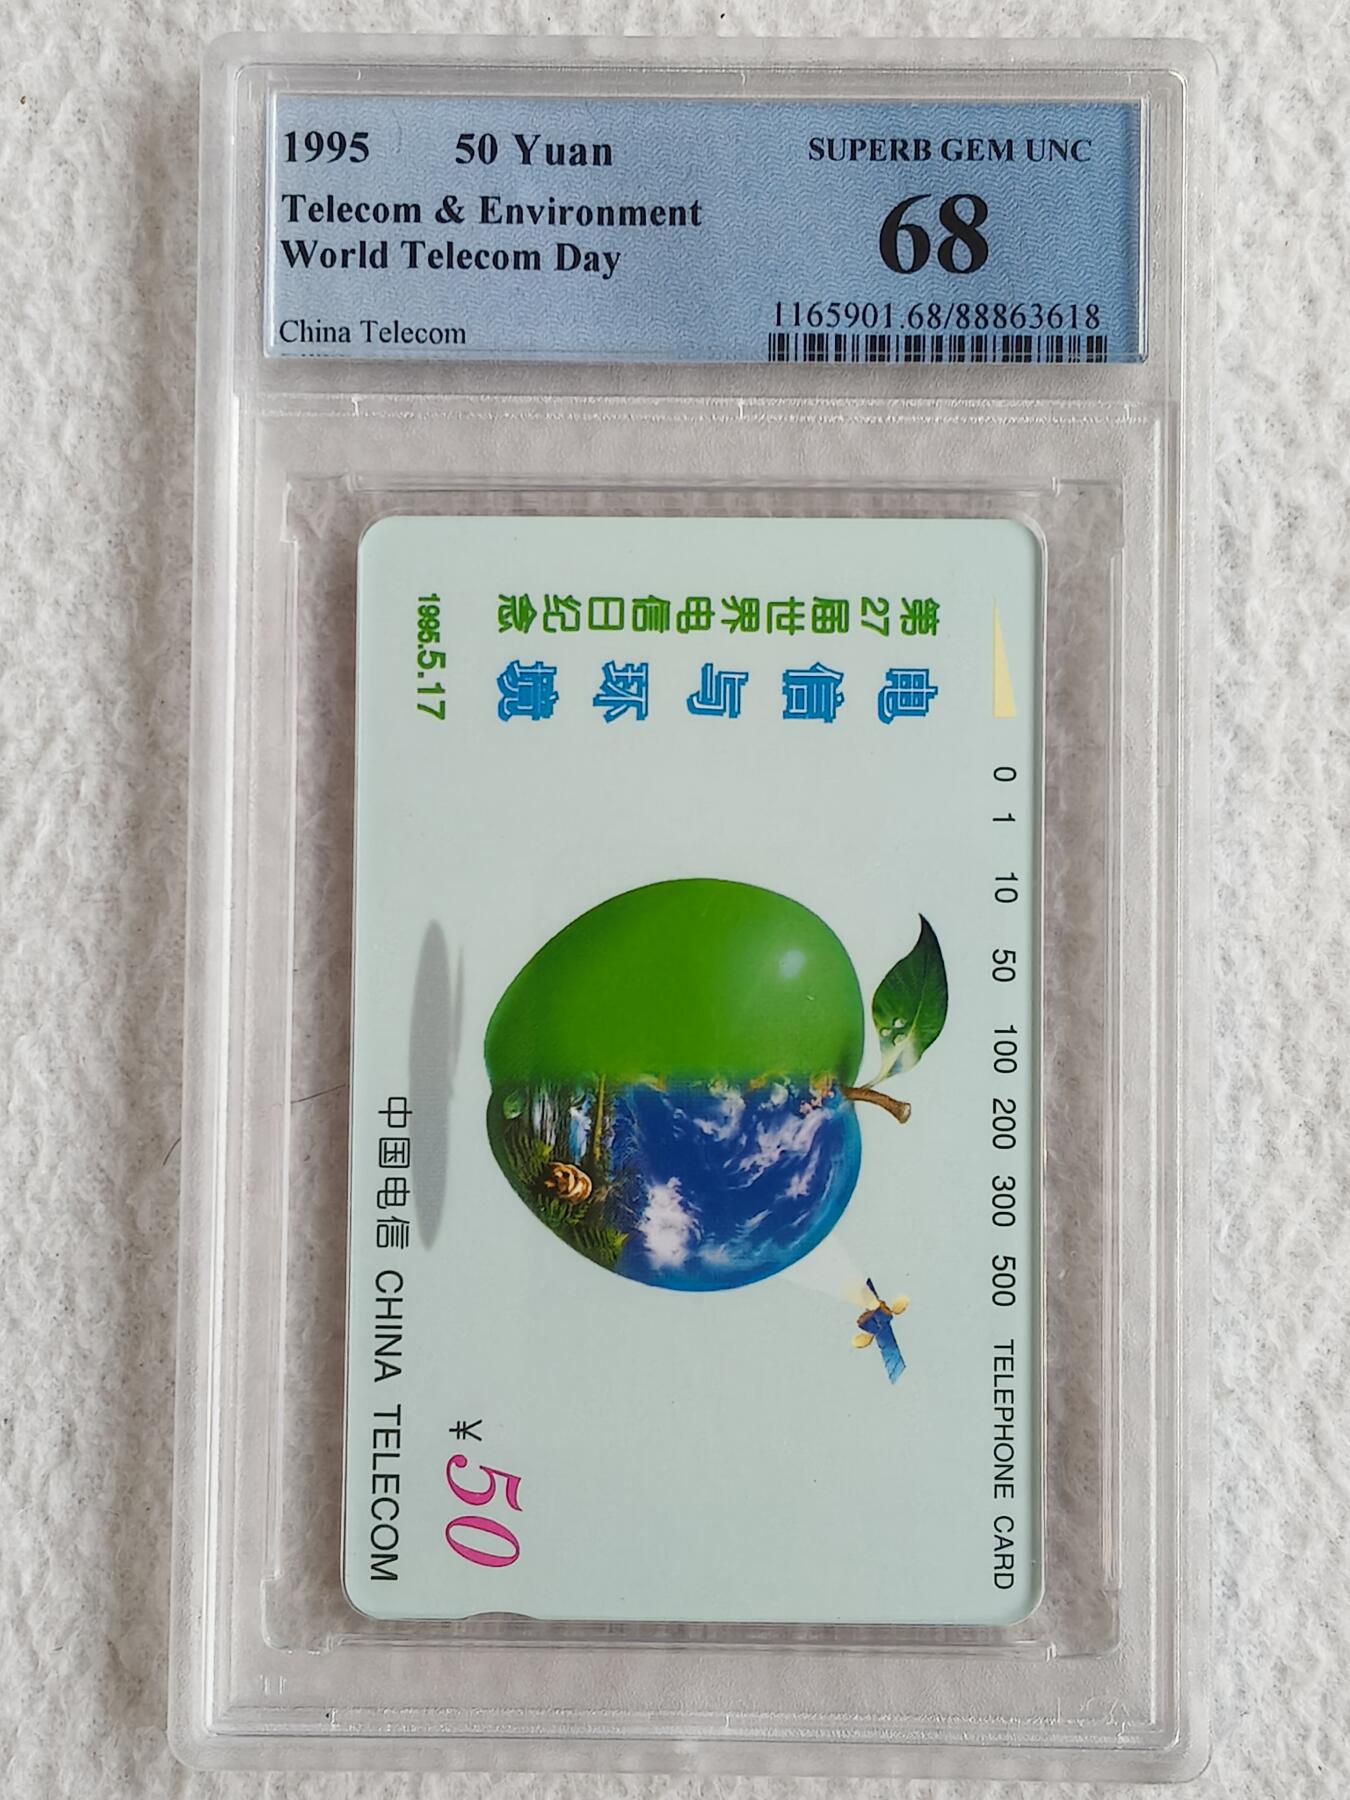 1995 50 Yuan
SUPERB GEM UNC
Telecom & Environment
68
World Telecom Day
1165901.68/88863618
China Telecom
0 1 10 50 100 200 300 500 TELEPHONE CARD
第27届世界电信日纪念
电信与环境
1995.5.17
¥50
中国电信 CHINA TELECOM